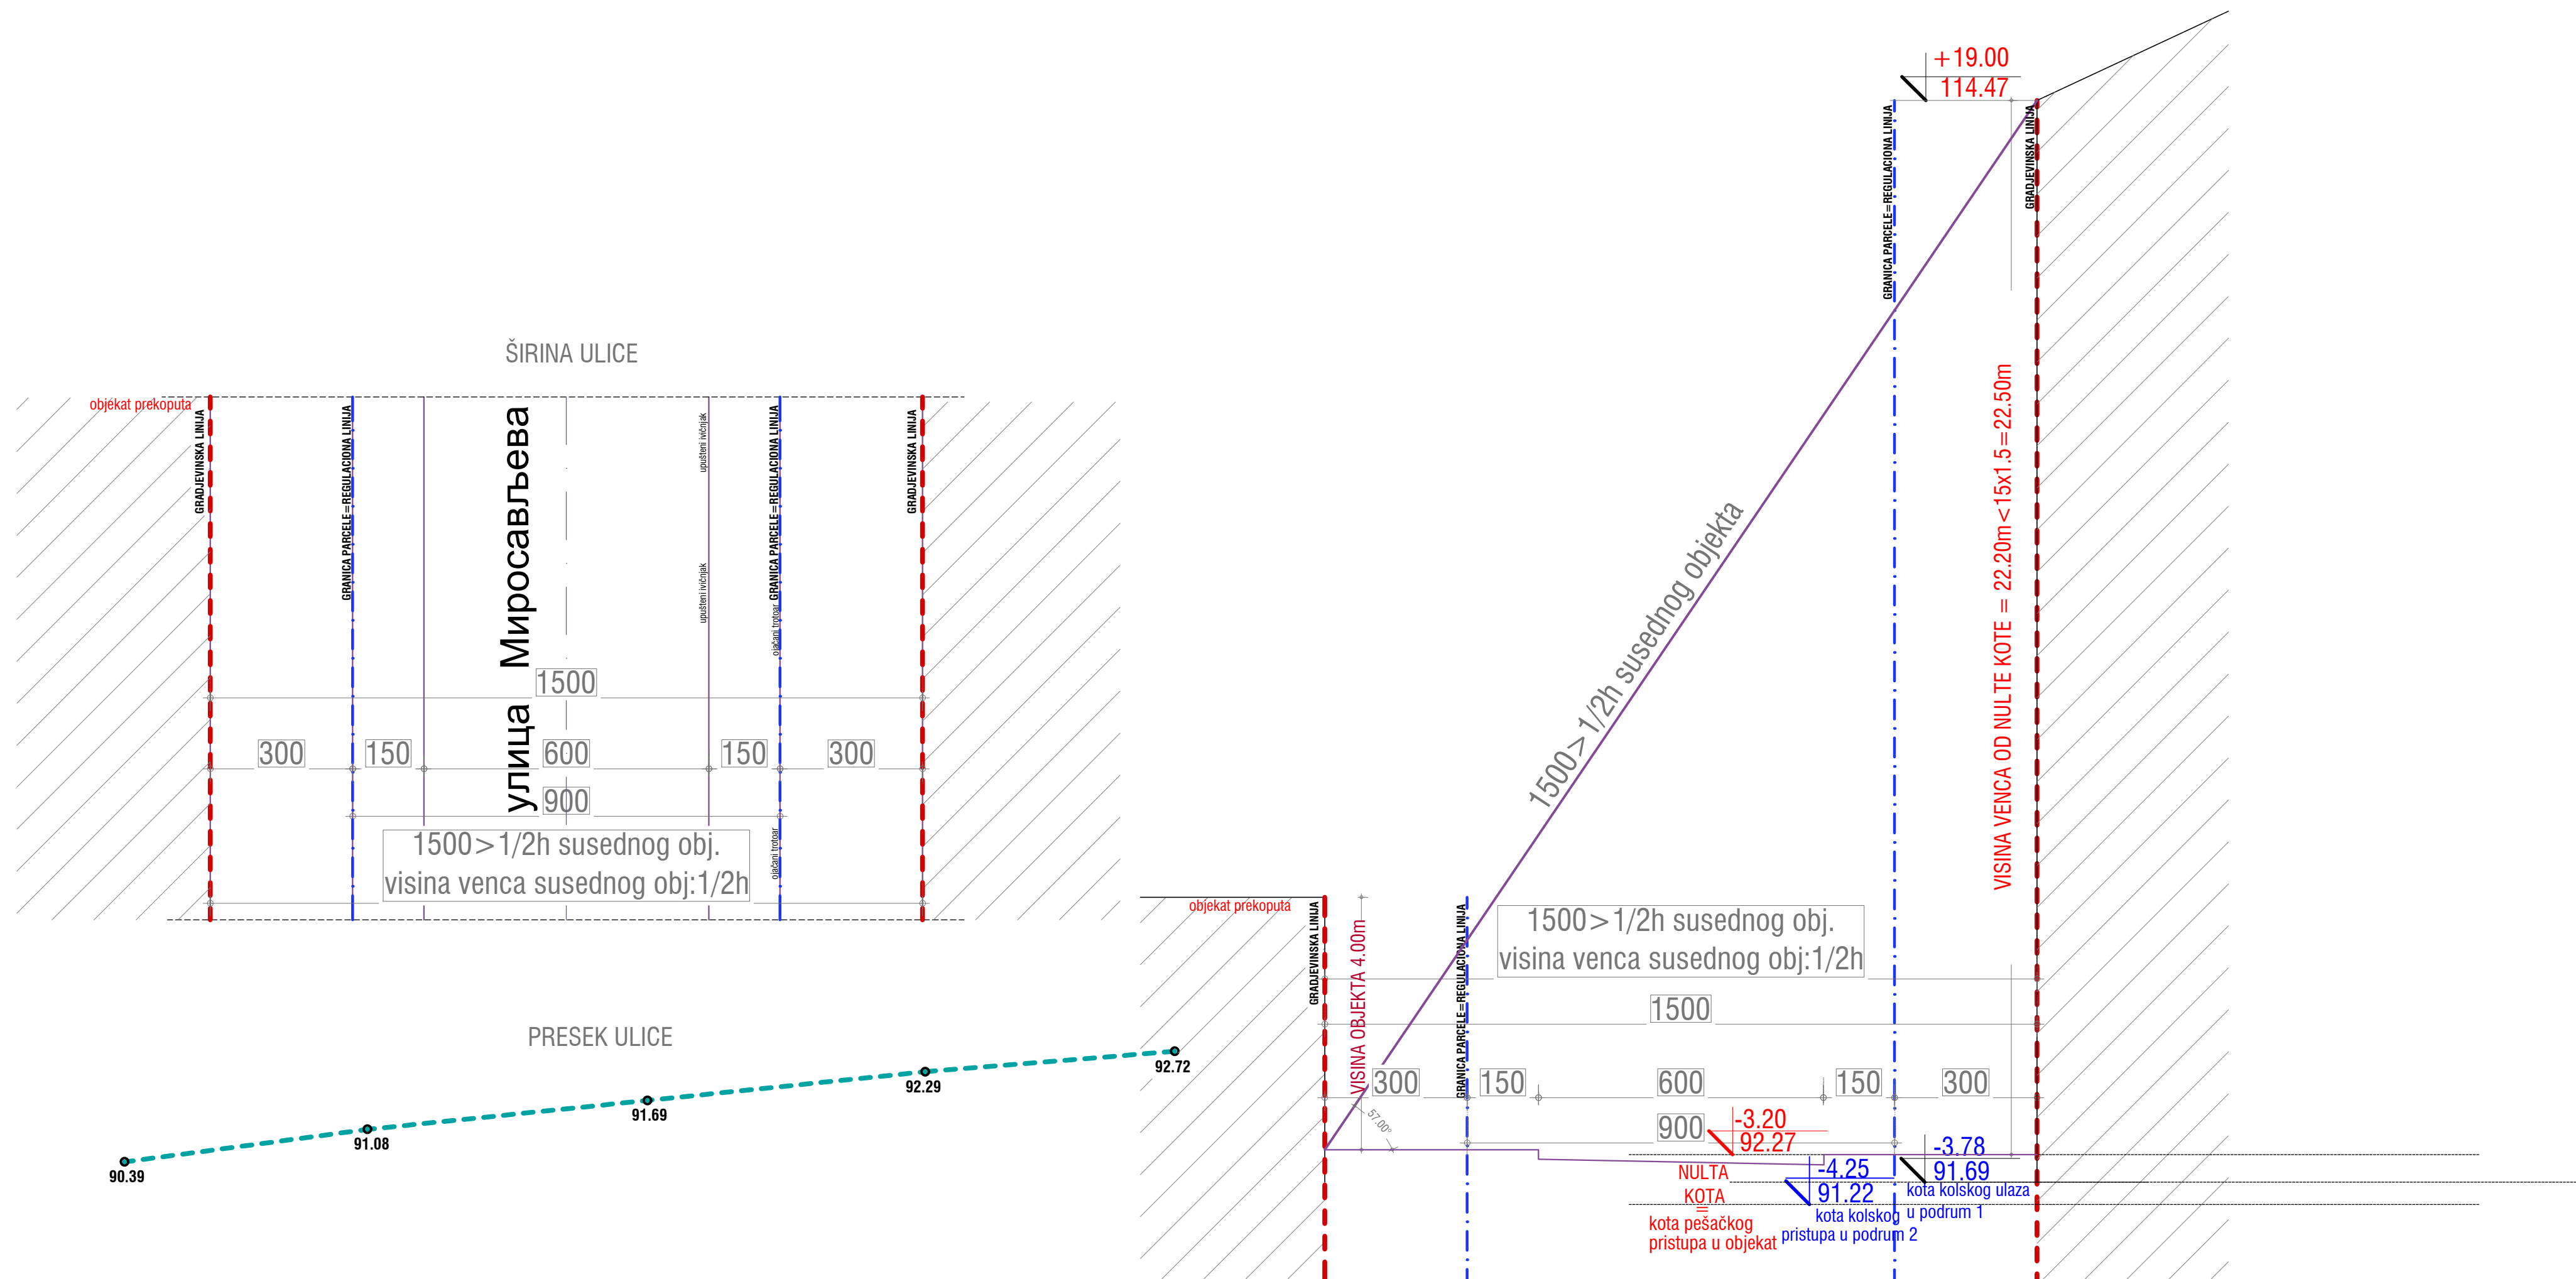 ŠIRINA ULICE
objekat prekoputa
GRADJEVINSKA LINIJA
GRANICA PARCELE=REGULACIONA LINIJA
улица Миросављева
upušteni ivičnjak
upušteni ivičnjak
GRANICA PARCELE=REGULACIONA LINIJA
ojačani trotoar
ojačani trotoar
GRADJEVINSKA LINIJA
1500
300
150
600
150
300
900
1500>1/2h susednog obj.
visina venca susednog obj:1/2h
PRESEK ULICE
90.39
91.08
91.69
92.29
92.72
+19.00
114.47
GRANICA PARCELE=REGULACIONA LINIJA
GRADJEVINSKA LINIJA
VISINA VENCA OD NULTE KOTE = 22.20m<15x1.5=22.50m
1500>1/2h susednog objekta
objekat prekoputa
GRADJEVINSKA LINIJA
VISINA OBJEKTA 4.00m
GRANICA PARCELE=REGULACIONA LINIJA
1500>1/2h susednog obj.
visina venca susednog obj:1/2h
1500
300
150
600
150
300
900
57.00°
-3.20
92.27
NULTA
KOTA
=
kota pešačkog
pristupa u objekat
-4.25
91.22
kota kolskog
pristupa u podrum 2
-3.78
91.69
kota kolskog ulaza
u podrum 1